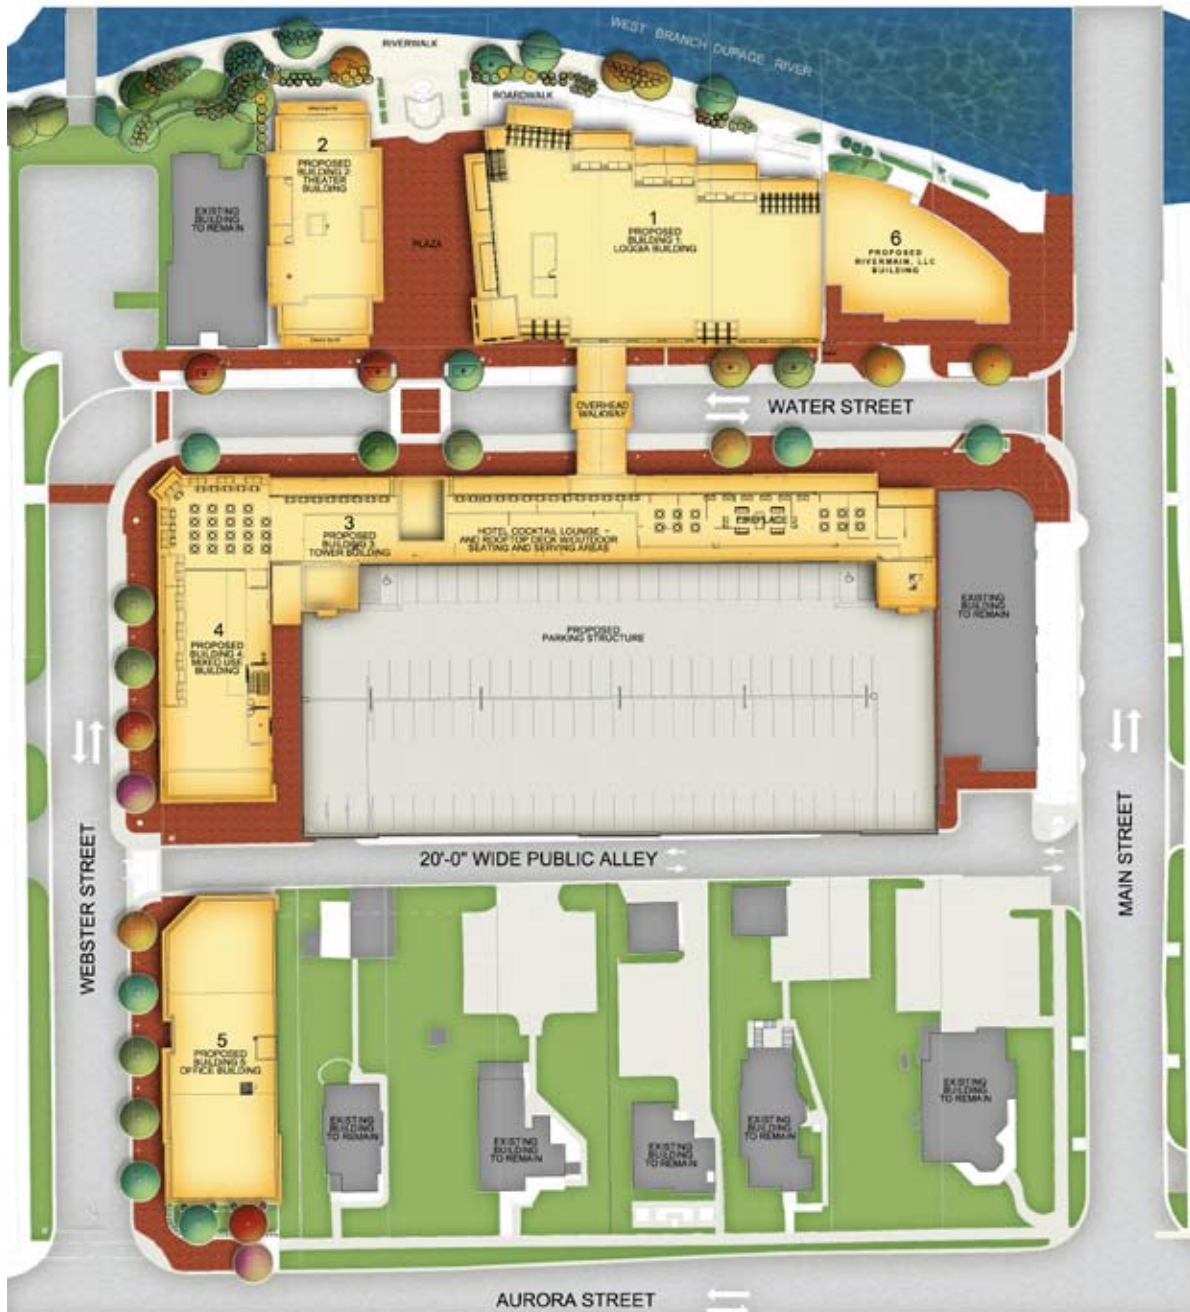 WEST BRANCH DUPAGE RIVER
RIVERWALK
BOARDWALK
2
PROPOSED
BUILDING 2:
THEATER
BUILDING
EXISTING
BUILDING
TO REMAIN
PLAZA
1
PROPOSED
BUILDING 1:
LOGGIA BUILDING
6
PROPOSED
RIVERMAIN, LLC
BUILDING
OVERHEAD
WALKWAY
WATER STREET
3
PROPOSED
BUILDING 3:
TOWER BUILDING
HOTEL COCKTAIL LOUNGE –
AND ROOFTOP DECK W/OUTDOOR
SEATING AND SERVING AREAS
FIREPLACE
EXISTING
BUILDING
TO REMAIN
4
PROPOSED
BUILDING 4:
MIXED USE
BUILDING
PROPOSED
PARKING STRUCTURE
WEBSTER STREET
MAIN STREET
20'-0" WIDE PUBLIC ALLEY
5
PROPOSED
BUILDING 5:
OFFICE BUILDING
EXISTING
BUILDING
TO REMAIN
EXISTING
BUILDING
TO REMAIN
EXISTING
BUILDING
TO REMAIN
EXISTING
BUILDING
TO REMAIN
EXISTING
BUILDING
TO REMAIN
AURORA STREET